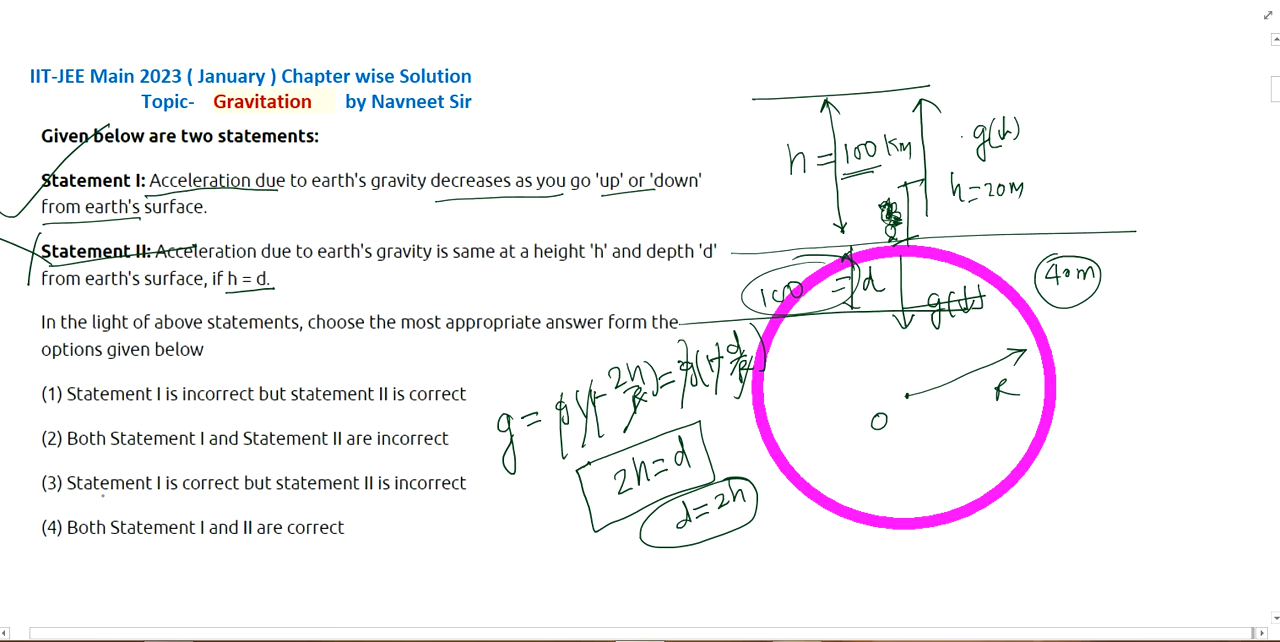 IIT-JEE Main 2023 ( January ) Chapter wise Solution
Topic- Gravitation by Navneet Sir
Given below are two statements:
Statement I: Acceleration due to earth's gravity decreases as you go 'up' or 'down'
from earth's surface.
Statement II: Acceleration due to earth's gravity is same at a height 'h' and depth 'd'
from earth's surface, if h = d.
In the light of above statements, choose the most appropriate answer form the
options given below
(1) Statement I is incorrect but statement II is correct
(2) Both Statement I and Statement II are incorrect
(3) Statement I is correct but statement II is incorrect
(4) Both Statement I and II are correct
h = 100 KM
g(h)
h = 20 M
100 = d
40 m
R
O
2h = d
d = 2h